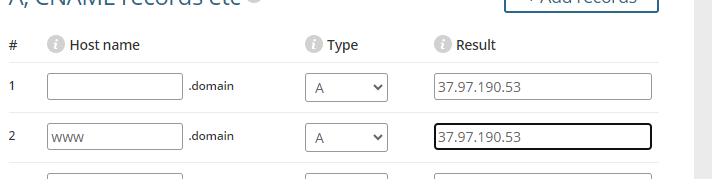 A, CNAME records etc
+ Add records
# Host name Type Result
1 .domain A 37.97.190.53
2 www .domain A 37.97.190.53